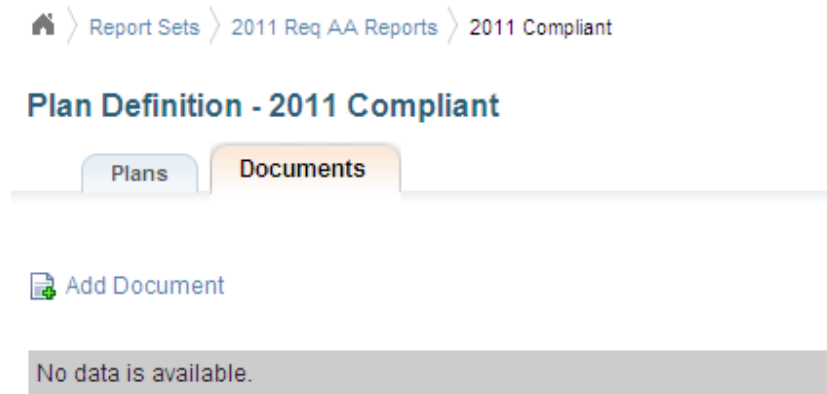 Report Sets 2011 Req AA Reports 2011 Compliant
Plan Definition - 2011 Compliant
Plans Documents
Add Document
No data is available.